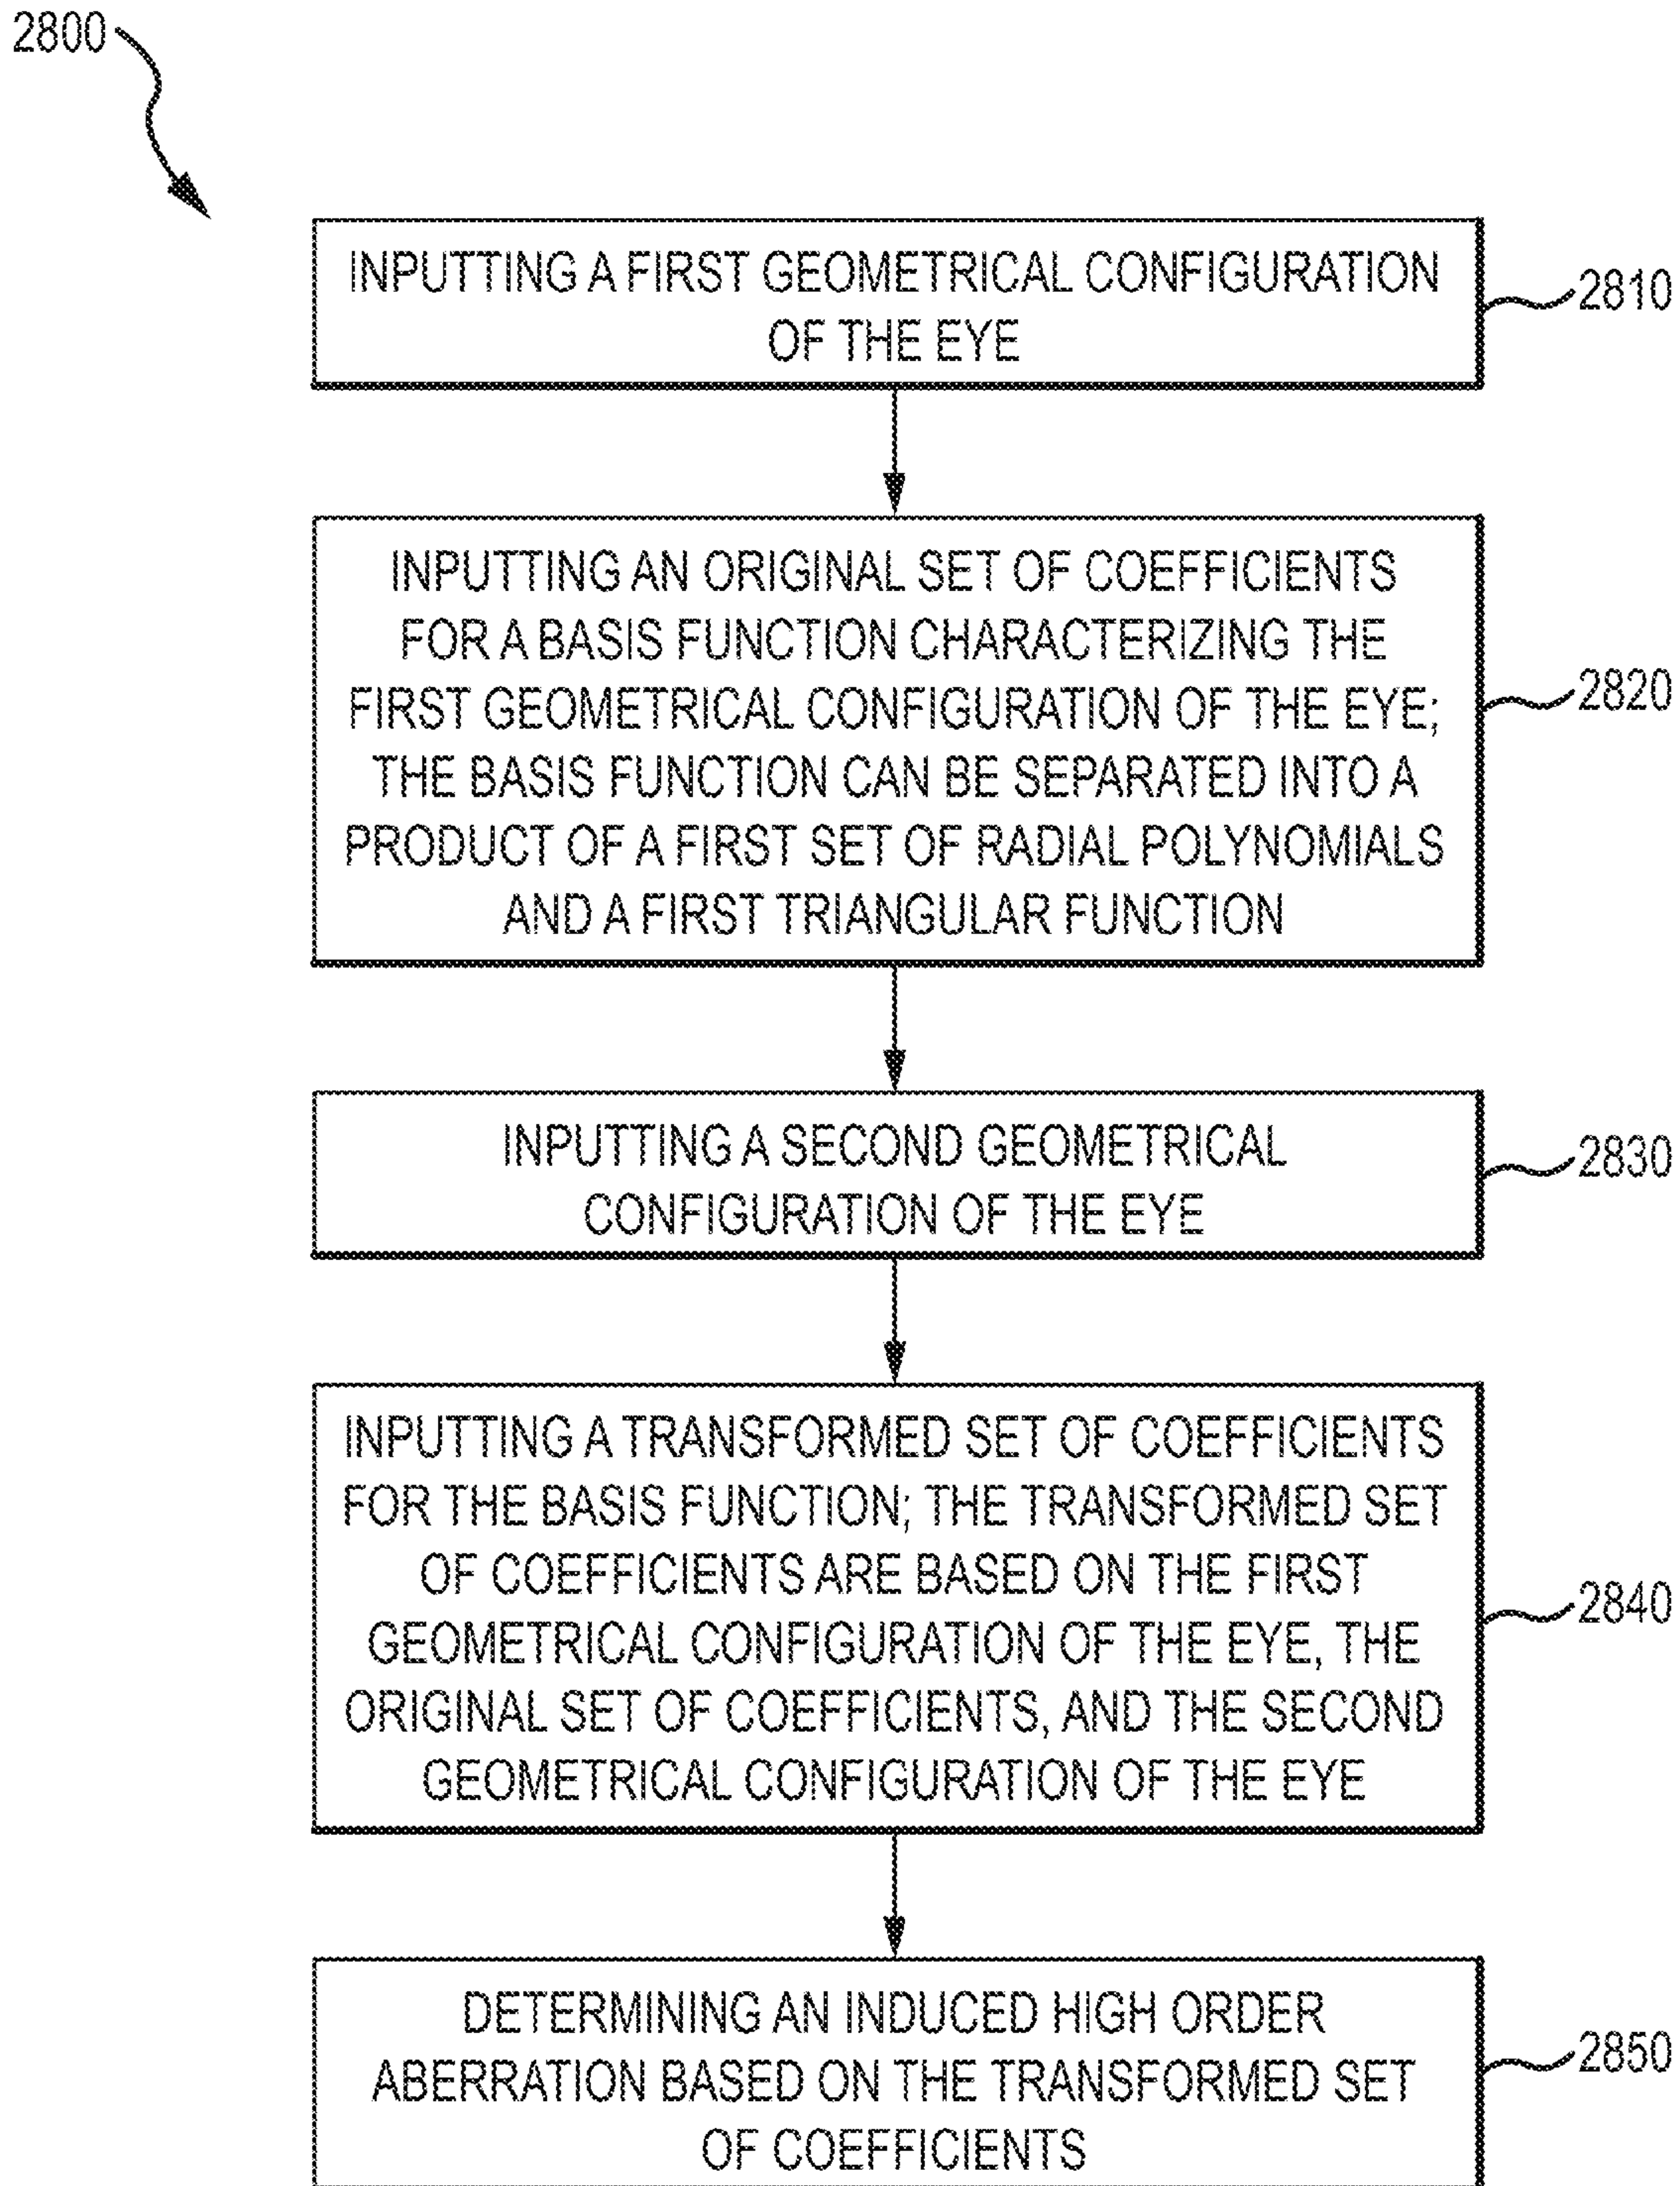 2800
INPUTTING A FIRST GEOMETRICAL CONFIGURATION
OF THE EYE
2810
INPUTTING AN ORIGINAL SET OF COEFFICIENTS
FOR A BASIS FUNCTION CHARACTERIZING THE
FIRST GEOMETRICAL CONFIGURATION OF THE EYE;
THE BASIS FUNCTION CAN BE SEPARATED INTO A
PRODUCT OF A FIRST SET OF RADIAL POLYNOMIALS
AND A FIRST TRIANGULAR FUNCTION
2820
INPUTTING A SECOND GEOMETRICAL
CONFIGURATION OF THE EYE
2830
INPUTTING A TRANSFORMED SET OF COEFFICIENTS
FOR THE BASIS FUNCTION; THE TRANSFORMED SET
OF COEFFICIENTS ARE BASED ON THE FIRST
GEOMETRICAL CONFIGURATION OF THE EYE, THE
ORIGINAL SET OF COEFFICIENTS, AND THE SECOND
GEOMETRICAL CONFIGURATION OF THE EYE
2840
DETERMINING AN INDUCED HIGH ORDER
ABERRATION BASED ON THE TRANSFORMED SET
OF COEFFICIENTS
2850